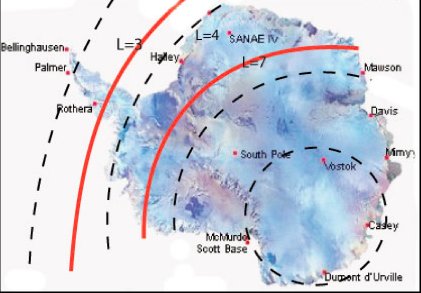 L=3
L=4
SANAE IV
Bellinghausen
Halley
L=7
Palmer
Mawson
Rothera
Davis
South Pole
Mirnyy
Vostok
Casey
McMurdo
Scott Base
Dumont d'Urville